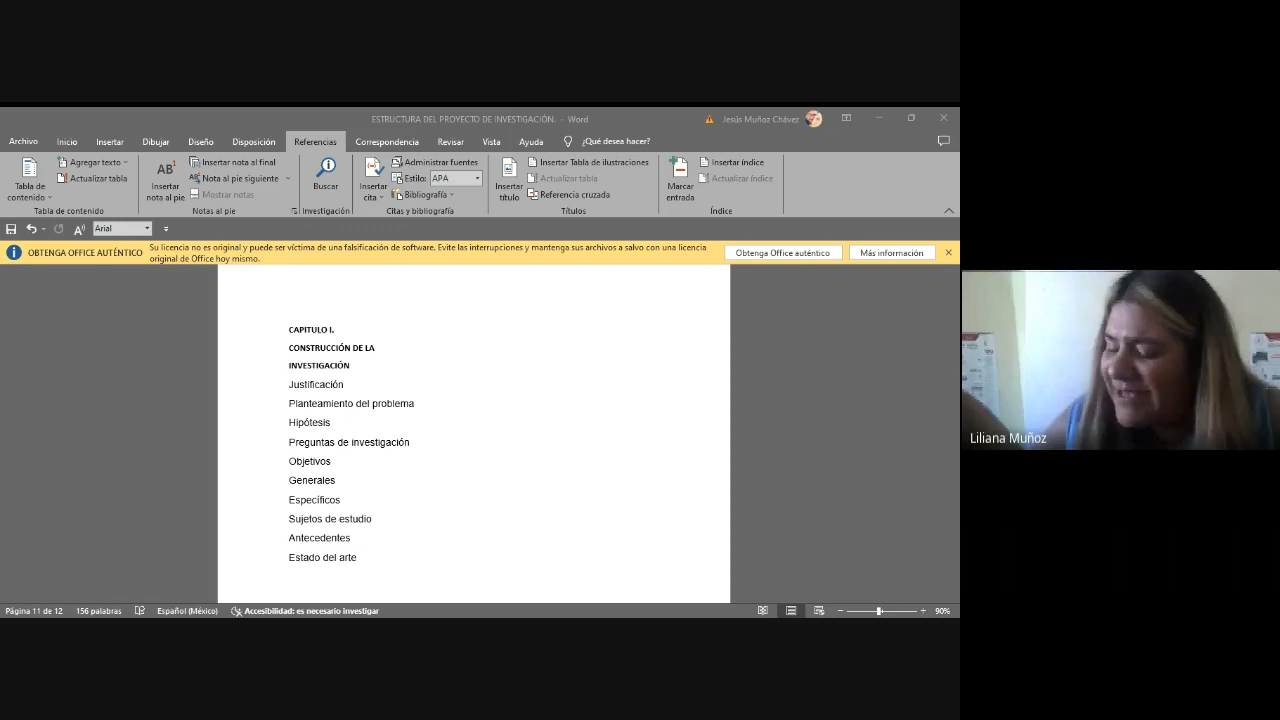 ESTRUCTURA DEL PROYECTO DE INVESTIGACIÓN. - Word
Jesús Muñoz Chávez
Archivo Inicio Insertar Dibujar Diseño Disposición Referencias Correspondencia Revisar Vista Ayuda ¿Qué desea hacer?
Tabla de contenido
Agregar texto
Actualizar tabla
Tabla de contenido
AB¹
Insertar nota al pie
Insertar nota al final
Nota al pie siguiente
Mostrar notas
Notas al pie
Buscar
Investigación
Insertar cita
Administrar fuentes
Estilo: APA
Bibliografía
Citas y bibliografía
Insertar título
Insertar Tabla de ilustraciones
Actualizar tabla
Referencia cruzada
Títulos
Marcar entrada
Insertar índice
Actualizar índice
Índice
Arial
OBTENGA OFFICE AUTÉNTICO
Su licencia no es original y puede ser víctima de una falsificación de software. Evite las interrupciones y mantenga sus archivos a salvo con una licencia
original de Office hoy mismo.
Obtenga Office auténtico
Más información
CAPITULO I.
CONSTRUCCIÓN DE LA
INVESTIGACIÓN
Justificación
Planteamiento del problema
Hipótesis
Preguntas de investigación
Objetivos
Generales
Específicos
Sujetos de estudio
Antecedentes
Estado del arte
Liliana Muñoz
Página 11 de 12 156 palabras Español (México) Accesibilidad: es necesario investigar 90%